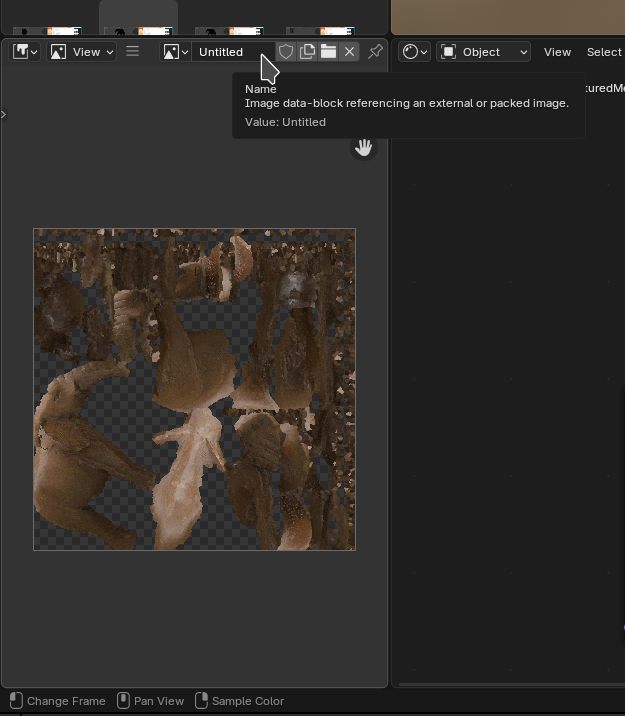 View
Untitled
Object
View
Select
Name
Image data-block referencing an external or packed image.
Value: Untitled
turedMe
Change Frame
Pan View
Sample Color